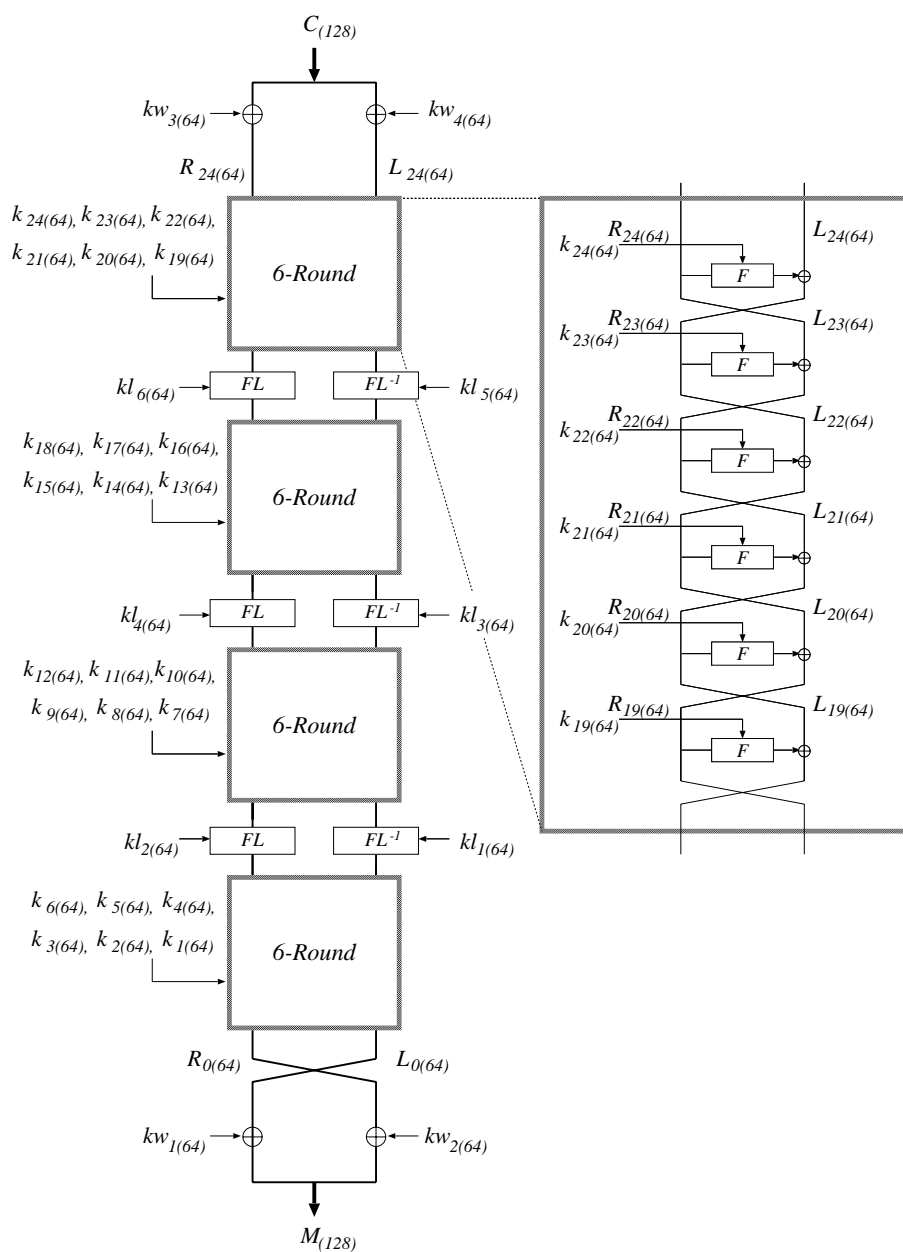 C(128)
kw3(64)
kw4(64)
R24(64)
L24(64)
k24(64), k23(64), k22(64),
k21(64), k20(64), k19(64)
6-Round
kl6(64)
FL
FL-1
kl5(64)
k18(64), k17(64), k16(64),
k15(64), k14(64), k13(64)
6-Round
kl4(64)
FL
FL-1
kl3(64)
k12(64), k11(64), k10(64),
k9(64), k8(64), k7(64)
6-Round
kl2(64)
FL
FL-1
kl1(64)
k6(64), k5(64), k4(64),
k3(64), k2(64), k1(64)
6-Round
R0(64)
L0(64)
kw1(64)
kw2(64)
M(128)
R24(64)
L24(64)
k24(64)
F
R23(64)
L23(64)
k23(64)
F
R22(64)
L22(64)
k22(64)
F
R21(64)
L21(64)
k21(64)
F
R20(64)
L20(64)
k20(64)
F
R19(64)
L19(64)
k19(64)
F